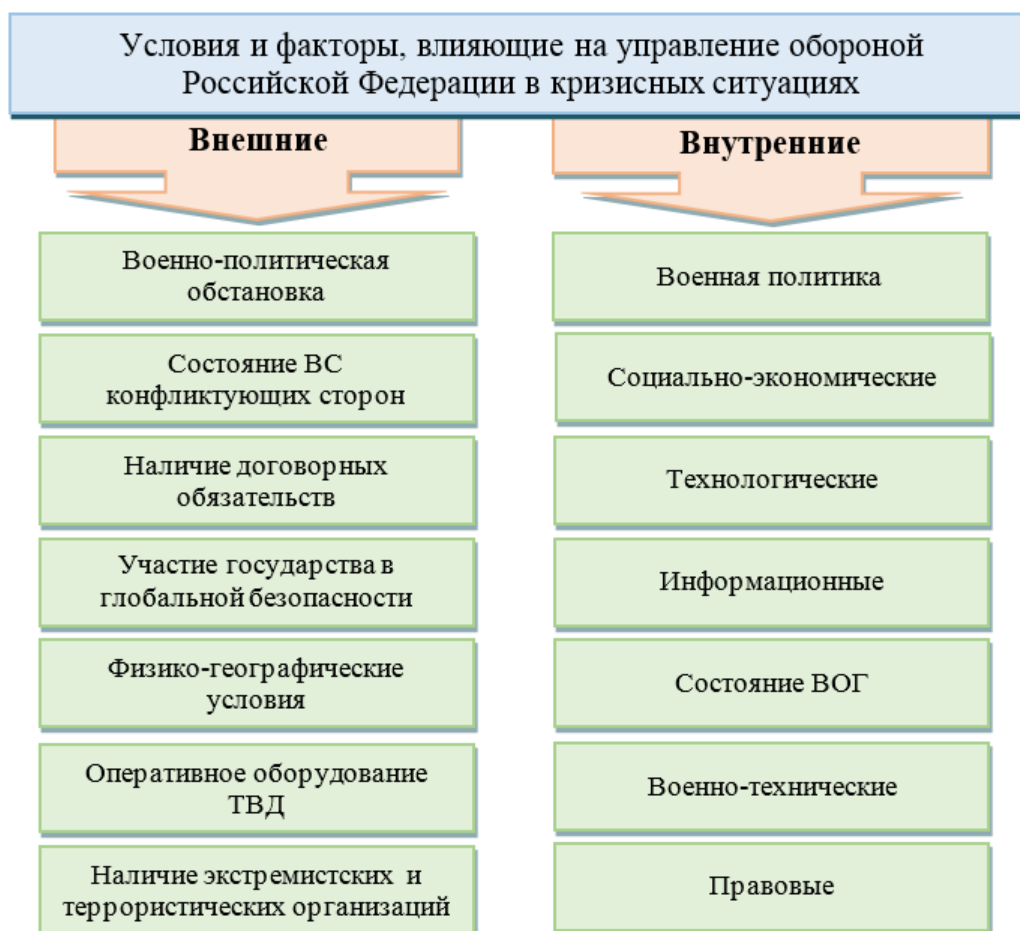 Условия и факторы, влияющие на управление обороной
Российской Федерации в кризисных ситуациях
Внешние
Военно-политическая
обстановка
Состояние ВС
конфликтующих сторон
Наличие договорных
обязательств
Участие государства в
глобальной безопасности
Физико-географические
условия
Оперативное оборудование
ТВД
Наличие экстремистских и
террористических организаций
Внутренние
Военная политика
Социально-экономические
Технологические
Информационные
Состояние ВОГ
Военно-технические
Правовые